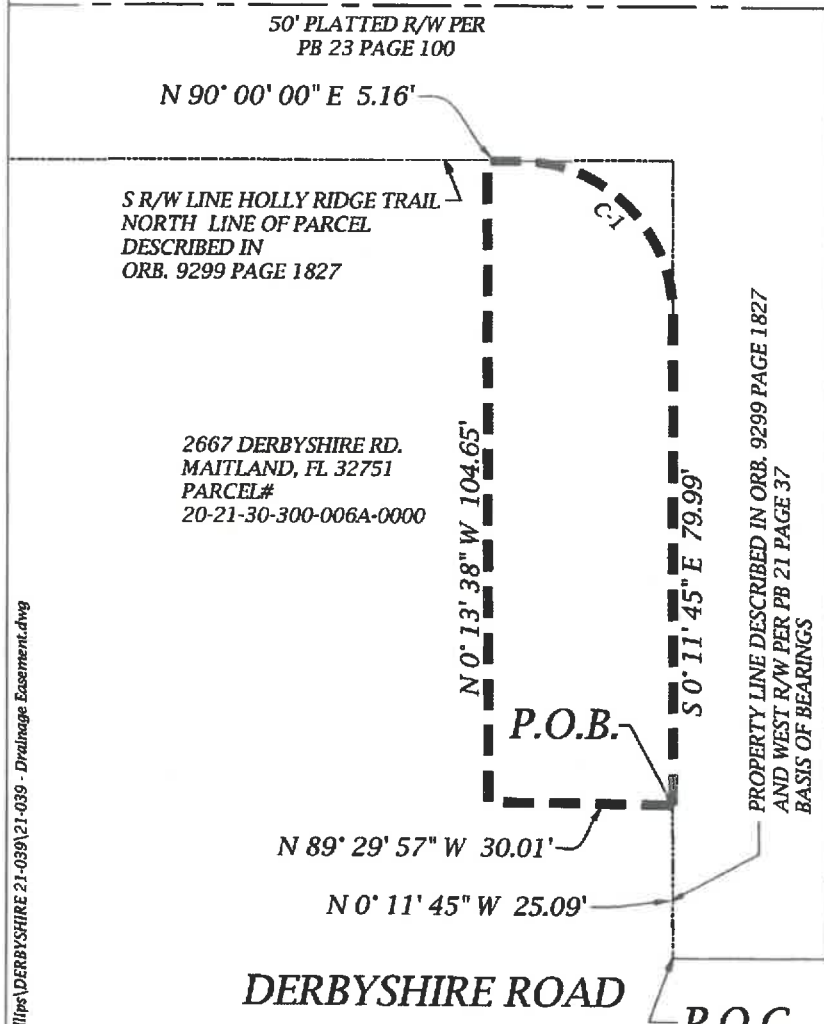 50' PLATTED R/W PER
PB 23 PAGE 100
N 90° 00' 00" E 5.16'
S R/W LINE HOLLY RIDGE TRAIL
NORTH LINE OF PARCEL
DESCRIBED IN
ORB. 9299 PAGE 1827
C-1
2667 DERBYSHIRE RD.
MAITLAND, FL 32751
PARCEL#
20-21-30-300-006A-0000
N 0° 13' 38" W 104.65'
S 0° 11' 45" E 79.99'
PROPERTY LINE DESCRIBED IN ORB. 9299 PAGE 1827
AND WEST R/W PER PB 21 PAGE 37
BASIS OF BEARINGS
P.O.B.
N 89° 29' 57" W 30.01'
N 0° 11' 45" W 25.09'
DERBYSHIRE ROAD
P.O.C.
\DERBYSHIRE 21-039\21-039 - Drainage Easement.dwg